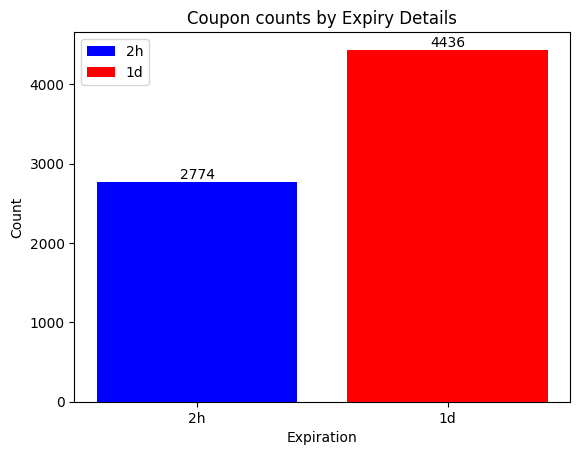 Coupon counts by Expiry Details
2h
1d
4436
2774
4000
3000
2000
1000
0
Count
2h
1d
Expiration